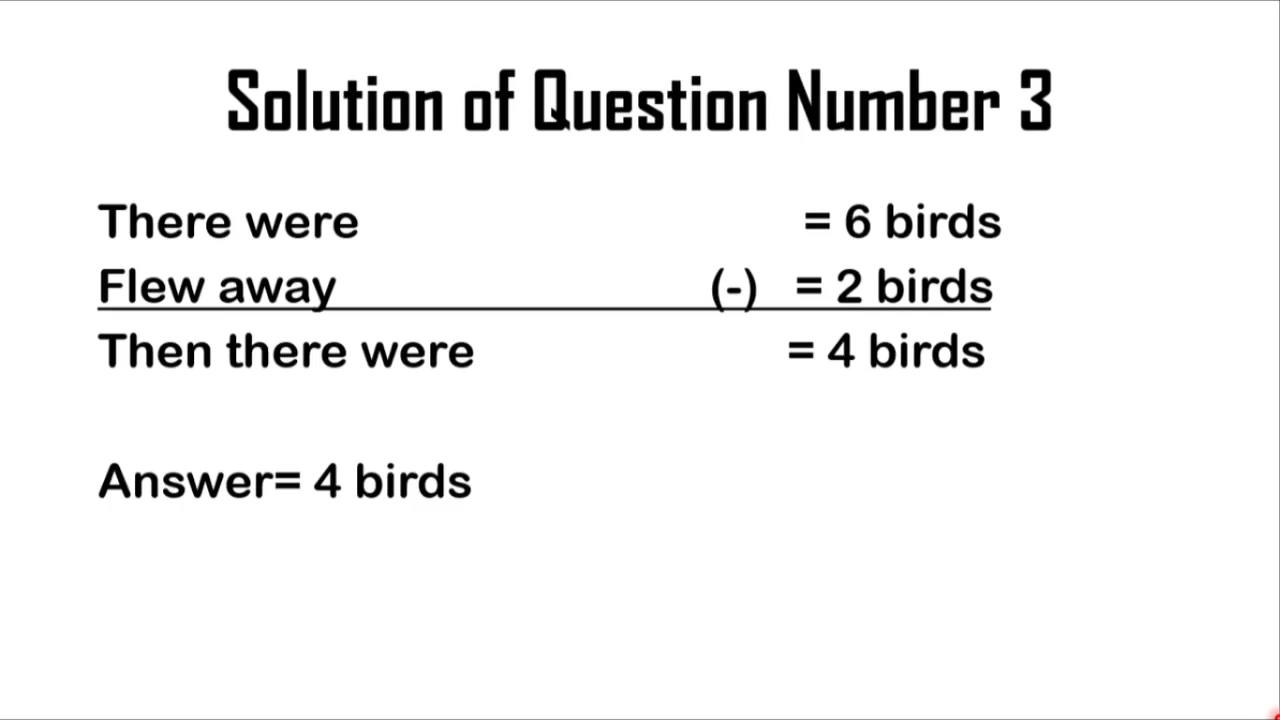 Solution of Question Number 3
There were = 6 birds
Flew away (-) = 2 birds
Then there were = 4 birds
Answer= 4 birds